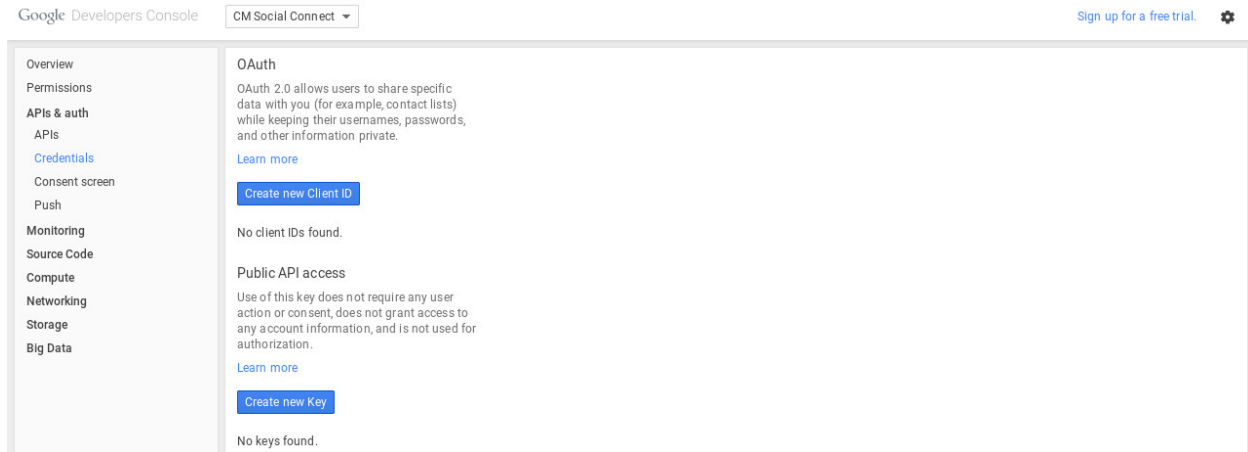 Google Developers Console
CM Social Connect
Sign up for a free trial.
Overview
Permissions
APIs & auth
APIs
Credentials
Consent screen
Push
Monitoring
Source Code
Compute
Networking
Storage
Big Data
OAuth
OAuth 2.0 allows users to share specific
data with you (for example, contact lists)
while keeping their usernames, passwords,
and other information private.
Learn more
Create new Client ID
No client IDs found.
Public API access
Use of this key does not require any user
action or consent, does not grant access to
any account information, and is not used for
authorization.
Learn more
Create new Key
No keys found.